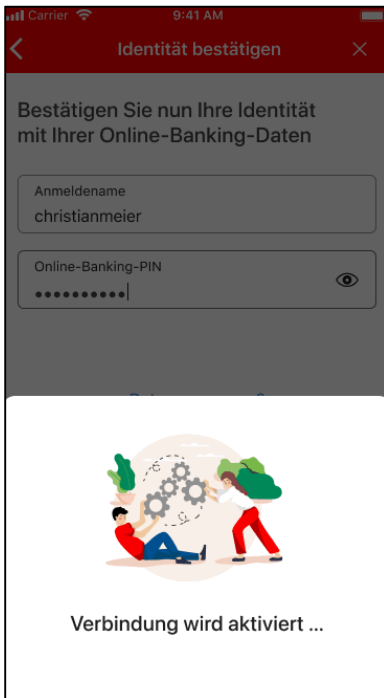 Carrier 9:41 AM
Identität bestätigen
Bestätigen Sie nun Ihre Identität
mit Ihrer Online-Banking-Daten
Anmeldename
christianmeier
Online-Banking-PIN
••••••••••
Verbindung wird aktiviert ...